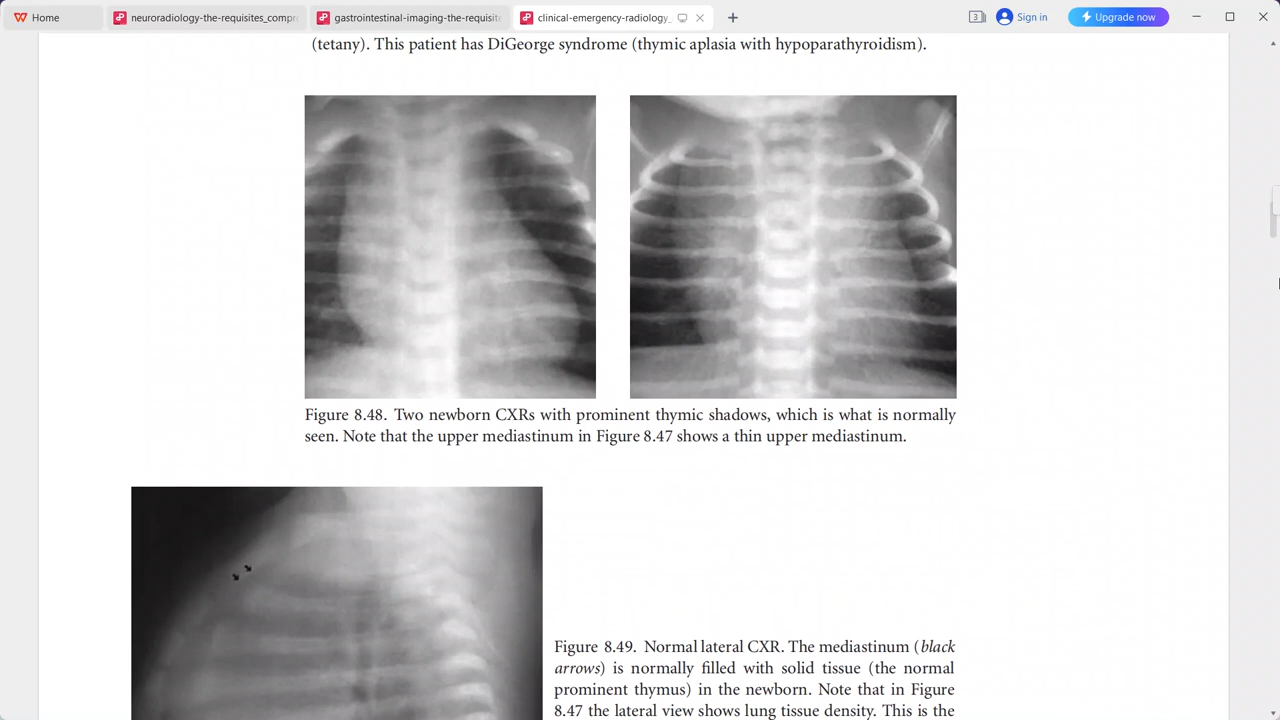 Home
neuroradiology-the-requisites_compr
gastrointestinal-imaging-the-requisite
clinical-emergency-radiology_
3
Sign in
Upgrade now
(tetany). This patient has DiGeorge syndrome (thymic aplasia with hypoparathyroidism).
Figure 8.48. Two newborn CXRs with prominent thymic shadows, which is what is normally
seen. Note that the upper mediastinum in Figure 8.47 shows a thin upper mediastinum.
Figure 8.49. Normal lateral CXR. The mediastinum (black
arrows) is normally filled with solid tissue (the normal
prominent thymus) in the newborn. Note that in Figure
8.47 the lateral view shows lung tissue density. This is the